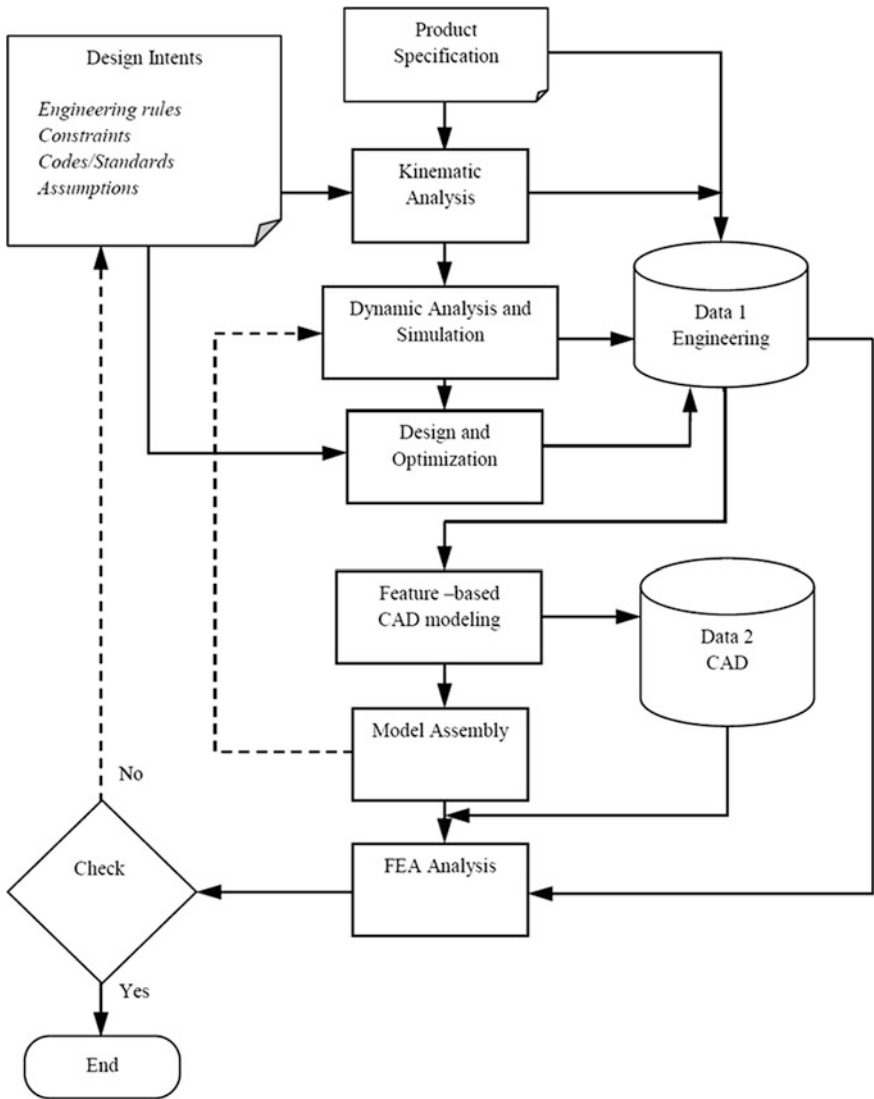 Design Intents
Engineering rules
Constraints
Codes/Standards
Assumptions
Product
Specification
Kinematic
Analysis
Dynamic Analysis and
Simulation
Data 1
Engineering
Design and
Optimization
Feature –based
CAD modeling
Data 2
CAD
Model Assembly
No
Check
FEA Analysis
Yes
End